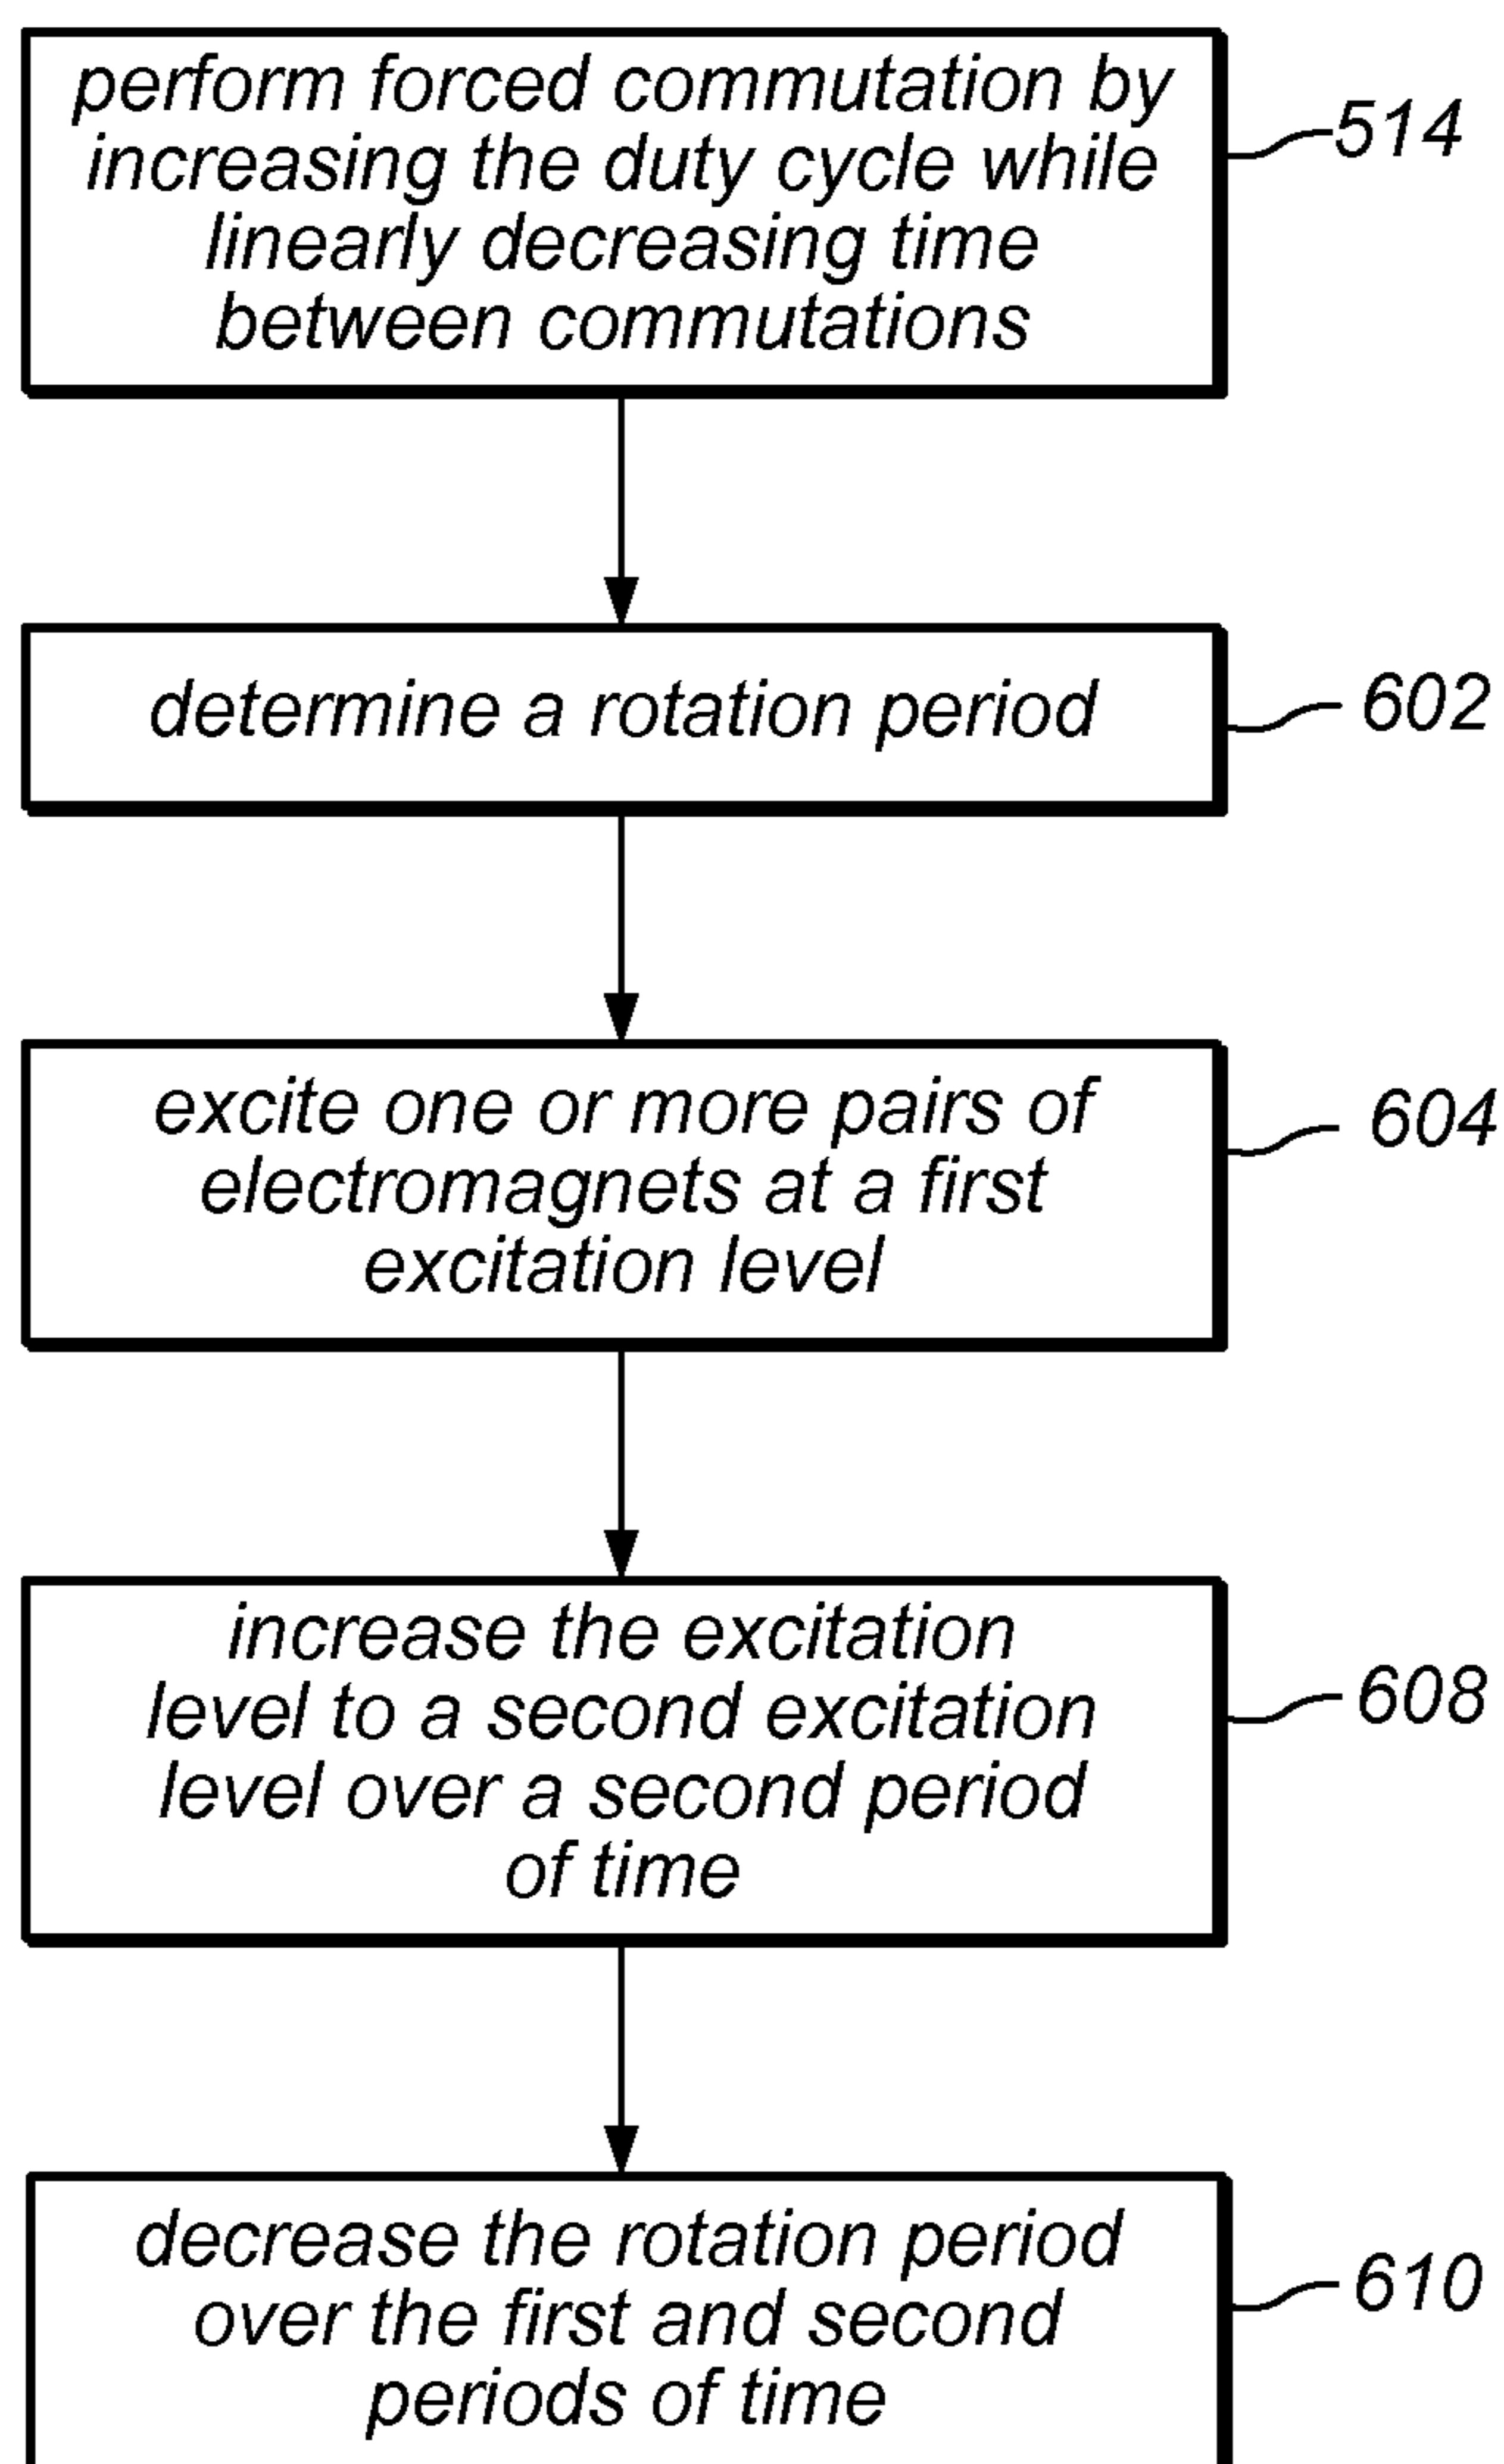 perform forced commutation by
increasing the duty cycle while
linearly decreasing time
between commutations
514
determine a rotation period
602
excite one or more pairs of
electromagnets at a first
excitation level
604
increase the excitation
level to a second excitation
level over a second period
of time
608
decrease the rotation period
over the first and second
periods of time
610